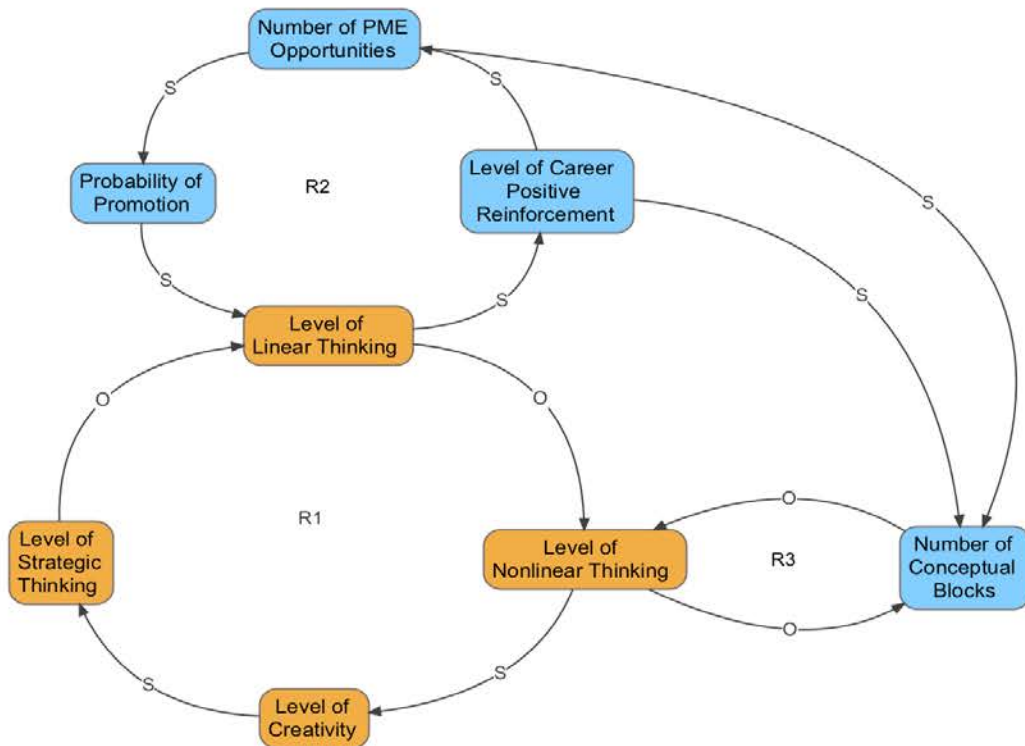 Number of PME
Opportunities
S
S
S
Probability of
Promotion
R2
Level of Career
Positive
Reinforcement
S
S
S
S
Level of
Linear Thinking
O
O
R1
O
Level of
Strategic
Thinking
Level of
Nonlinear Thinking
R3
Number of
Conceptual
Blocks
O
S
S
Level of
Creativity